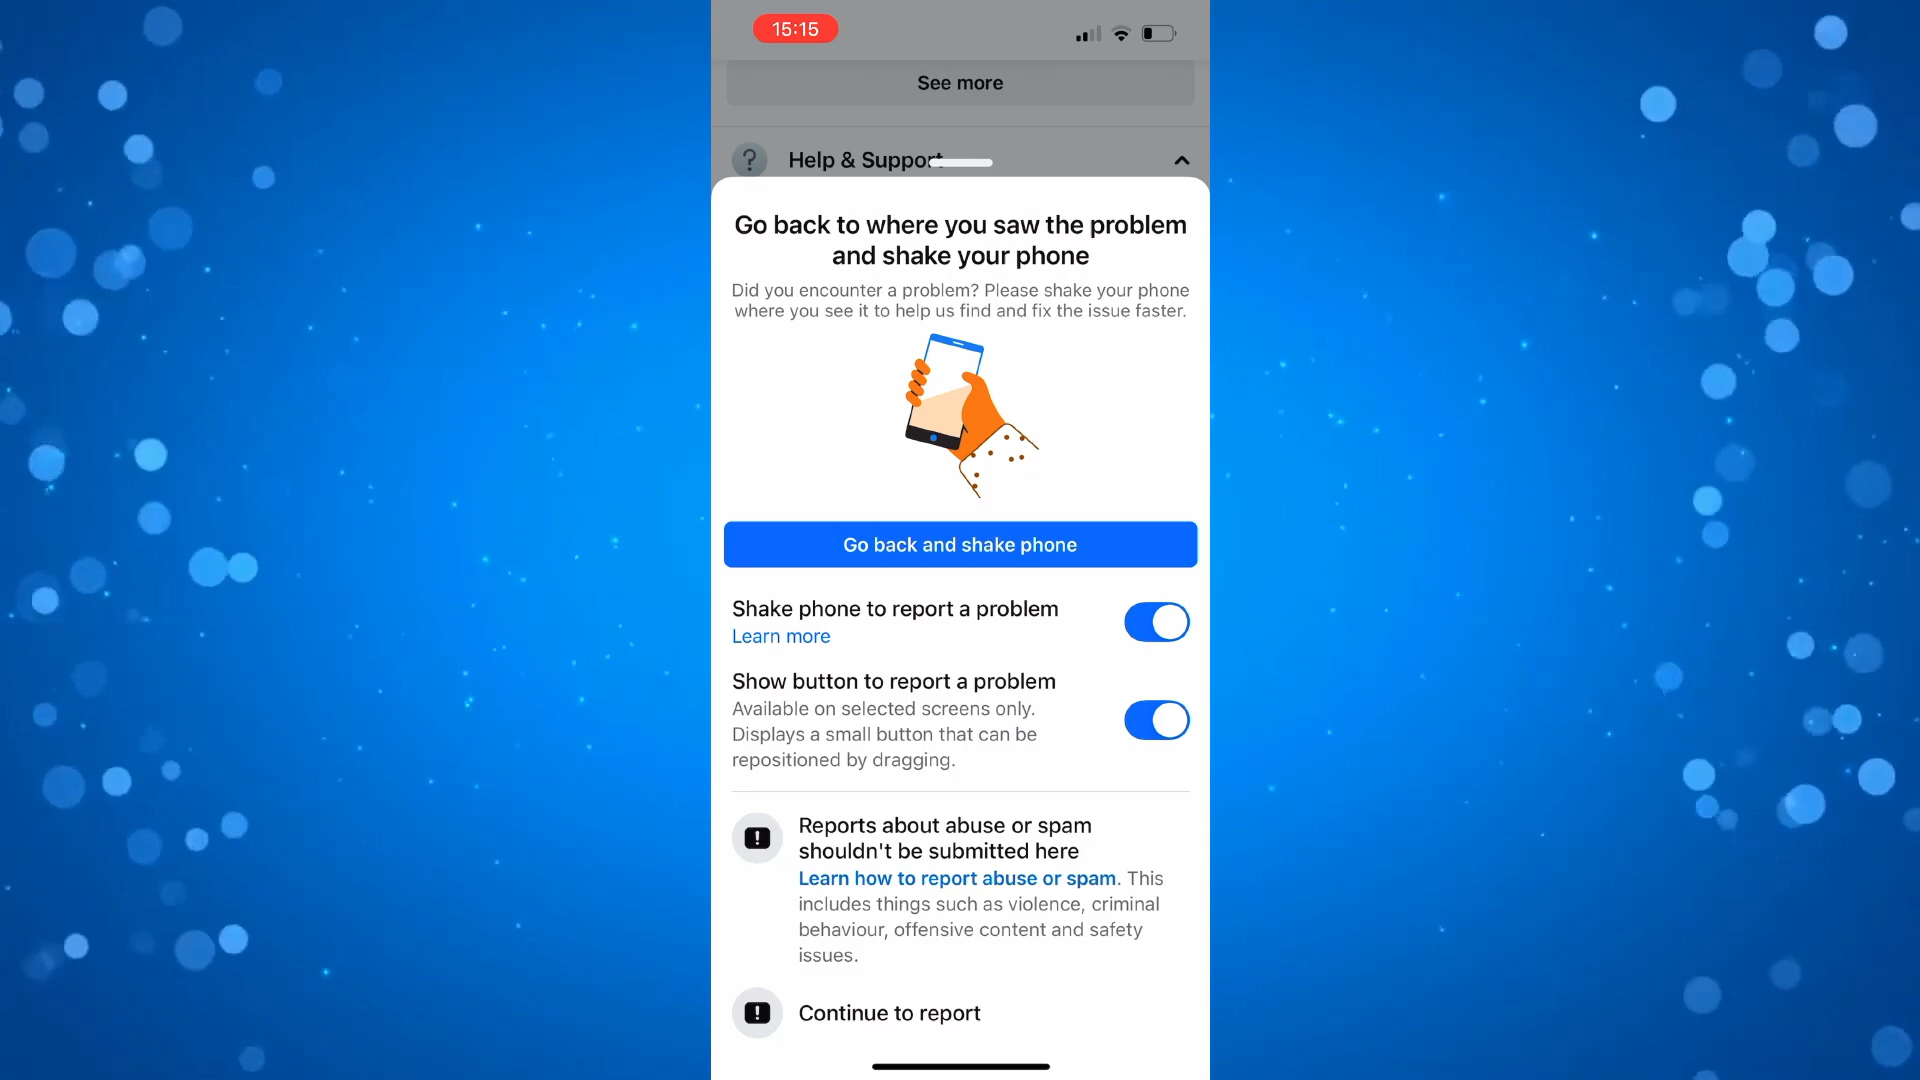 15:15
See more
Help & Support
Go back to where you saw the problem
and shake your phone
Did you encounter a problem? Please shake your phone
where you see it to help us find and fix the issue faster.
Go back and shake phone
Shake phone to report a problem
Learn more
Show button to report a problem
Available on selected screens only.
Displays a small button that can be
repositioned by dragging.
Reports about abuse or spam
shouldn't be submitted here
Learn how to report abuse or spam. This
includes things such as violence, criminal
behaviour, offensive content and safety
issues.
Continue to report